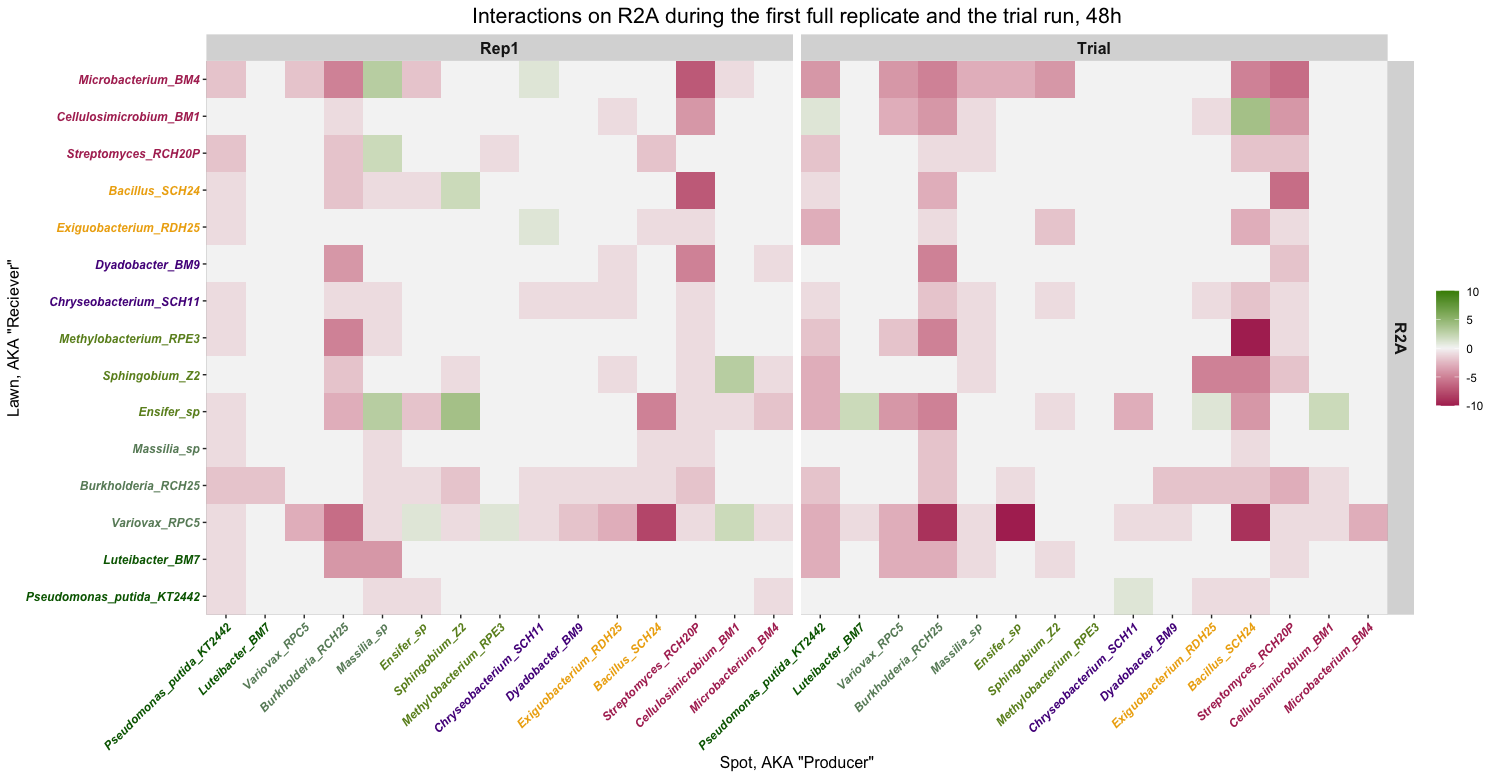 Interactions on R2A during the first full replicate and the trial run, 48h
Rep1
Trial
Lawn, AKA "Reciever"
Microbacterium_BM4
Cellulosimicrobium_BM1
Streptomyces_RCH20P
Bacillus_SCH24
Exiguobacterium_RDH25
Dyadobacter_BM9
Chryseobacterium_SCH11
Methylobacterium_RPE3
Sphingobium_Z2
Ensifer_sp
Massilia_sp
Burkholderia_RCH25
Variovax_RPC5
Luteibacter_BM7
Pseudomonas_putida_KT2442
R2A
10
5
0
-5
-10
Pseudomonas_putida_KT2442
Luteibacter_BM7
Variovax_RPC5
Burkholderia_RCH25
Massilia_sp
Ensifer_sp
Sphingobium_Z2
Methylobacterium_RPE3
Chryseobacterium_SCH11
Dyadobacter_BM9
Exiguobacterium_RDH25
Bacillus_SCH24
Streptomyces_RCH20P
Cellulosimicrobium_BM1
Microbacterium_BM4
Pseudomonas_putida_KT2442
Luteibacter_BM7
Variovax_RPC5
Burkholderia_RCH25
Massilia_sp
Ensifer_sp
Sphingobium_Z2
Methylobacterium_RPE3
Chryseobacterium_SCH11
Dyadobacter_BM9
Exiguobacterium_RDH25
Bacillus_SCH24
Streptomyces_RCH20P
Cellulosimicrobium_BM1
Microbacterium_BM4
Spot, AKA "Producer"